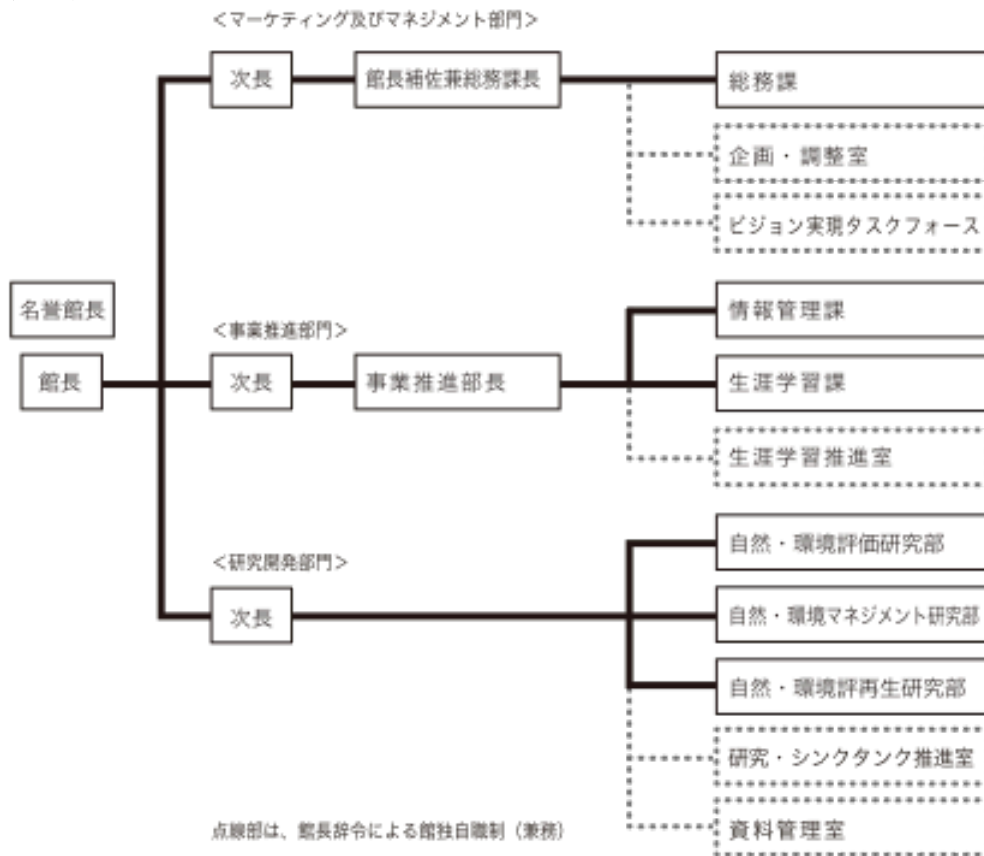 ＜マーケティング及びマネジメント部門＞
次長
館長補佐兼総務課長
総務課
企画・調整室
ビジョン実現タスクフォース
名誉館長
館長
＜事業推進部門＞
次長
事業推進部長
情報管理課
生涯学習課
生涯学習推進室
＜研究開発部門＞
次長
自然・環境評価研究部
自然・環境マネジメント研究部
自然・環境評再生研究部
研究・シンクタンク推進室
資料管理室
点線部は、館長辞令による館独自職制（兼務）